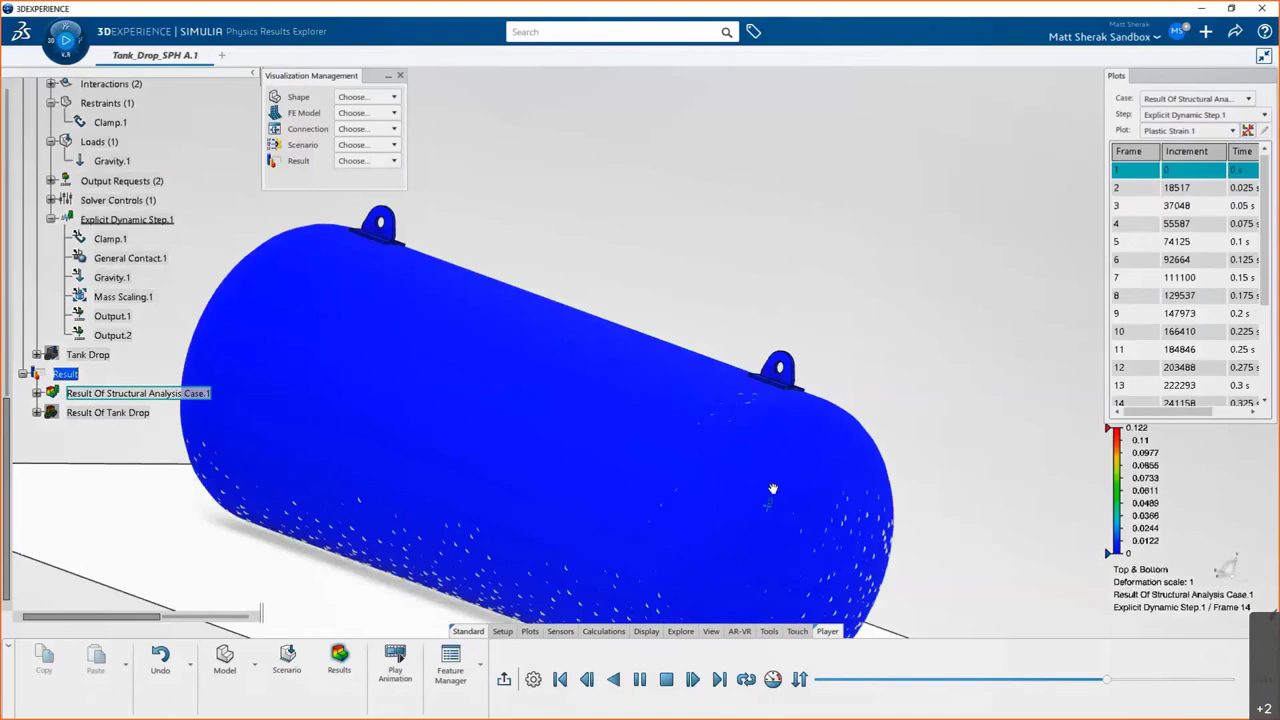 3DEXPERIENCE
3DEXPERIENCE | SIMULIA Physics Results Explorer
Search
Matt Sherak
Matt Sherak Sandbox
MS
3D
V.R
Tank_Drop_SPH A.1
+
Interactions (2)
Restraints (1)
Clamp.1
Loads (1)
Gravity.1
Output Requests (2)
Solver Controls (1)
Explicit Dynamic Step.1
Clamp.1
General Contact.1
Gravity.1
Mass Scaling.1
Output.1
Output.2
Tank Drop
Result
Result Of Structural Analysis Case.1
Result Of Tank Drop
Visualization Management
Shape Choose...
FE Model Choose...
Connection Choose...
Scenario Choose...
Result Choose...
Plots
Case: Result Of Structural Ana...
Step: Explicit Dynamic Step.1
Plot: Plastic Strain.1
Frame Increment Time
1 0 0 s
2 18517 0.025 s
3 37048 0.05 s
4 55587 0.075 s
5 74125 0.1 s
6 92664 0.125 s
7 111100 0.15 s
8 129537 0.175 s
9 147973 0.2 s
10 166410 0.225 s
11 184846 0.25 s
12 203488 0.275 s
13 222293 0.3 s
14 241158 0.325 s
0.122
0.11
0.0977
0.0855
0.0733
0.0611
0.0489
0.0366
0.0244
0.0122
0
Top & Bottom
Deformation scale: 1
Result Of Structural Analysis Case.1
Explicit Dynamic Step.1 / Frame 14
Standard Setup Plots Sensors Calculations Display Explore View AR-VR Tools Touch Player
Copy
Paste
Undo
Model
Scenario
Results
Play Animation
Feature Manager
+2